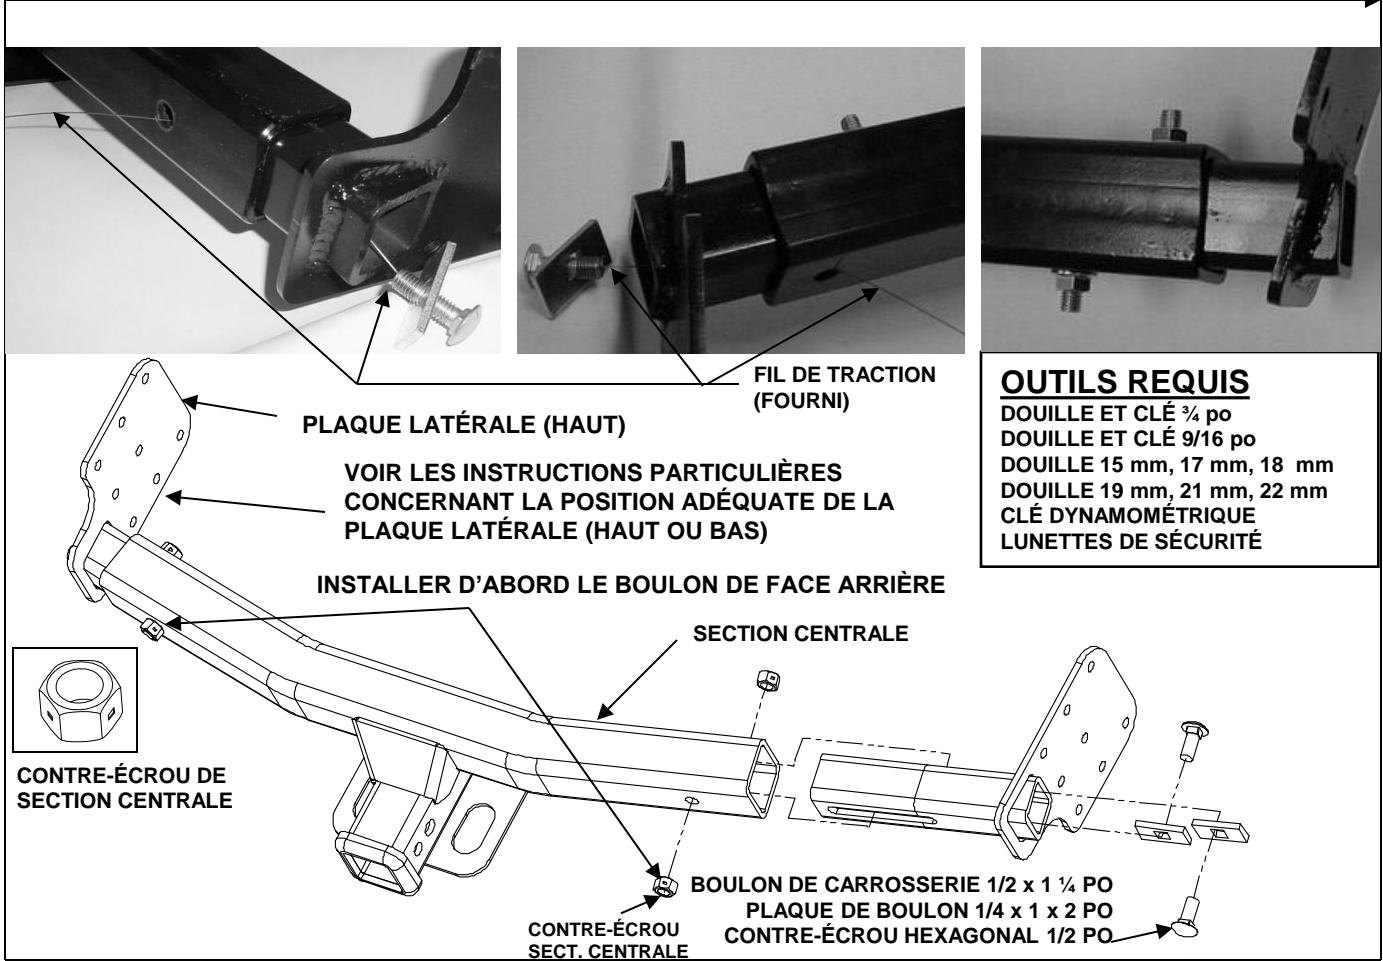 FIL DE TRACTION
(FOURNI)
OUTILS REQUIS
DOUILLE ET CLÉ ¾ po
DOUILLE ET CLÉ 9/16 po
DOUILLE 15 mm, 17 mm, 18 mm
DOUILLE 19 mm, 21 mm, 22 mm
CLÉ DYNAMOMÉTRIQUE
LUNETTES DE SÉCURITÉ
PLAQUE LATÉRALE (HAUT)
VOIR LES INSTRUCTIONS PARTICULIÈRES
CONCERNANT LA POSITION ADÉQUATE DE LA
PLAQUE LATÉRALE (HAUT OU BAS)
INSTALLER D’ABORD LE BOULON DE FACE ARRIÈRE
SECTION CENTRALE
CONTRE-ÉCROU DE
SECTION CENTRALE
BOULON DE CARROSSERIE 1/2 x 1 ¼ PO
PLAQUE DE BOULON 1/4 x 1 x 2 PO
CONTRE-ÉCROU HEXAGONAL 1/2 PO
CONTRE-ÉCROU
SECT. CENTRALE